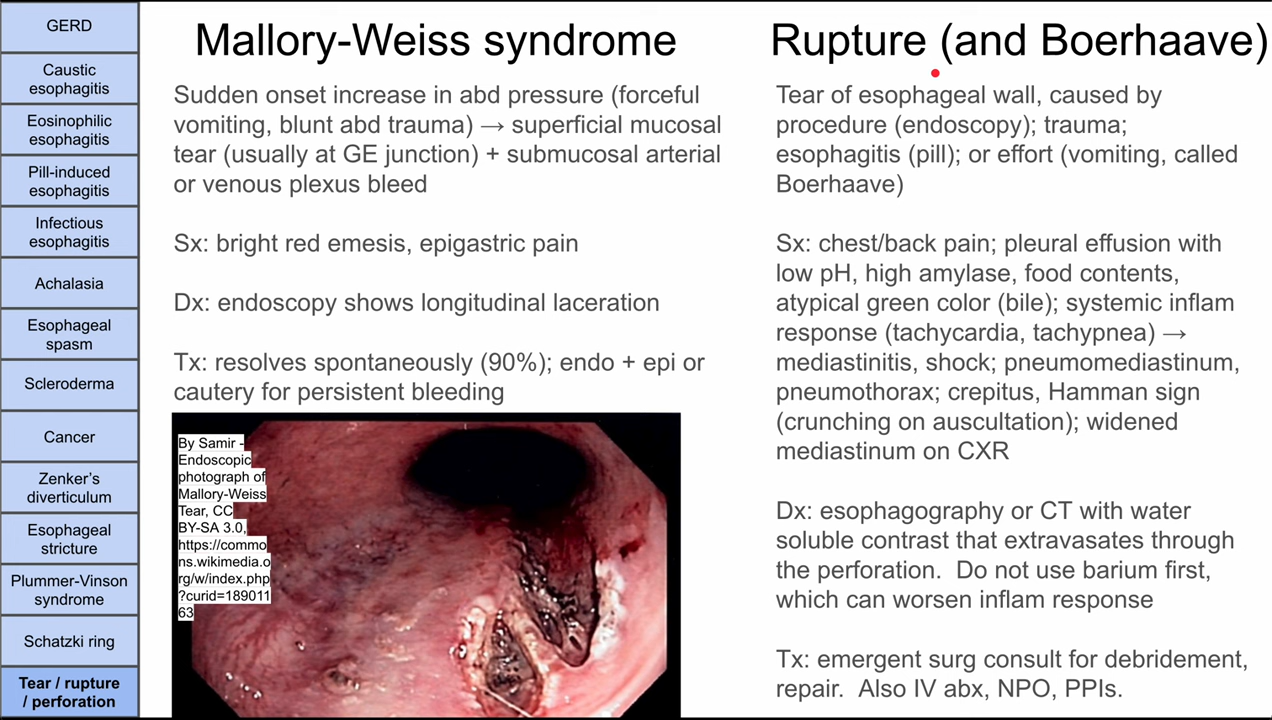 GERD
Caustic
esophagitis
Eosinophilic
esophagitis
Pill-induced
esophagitis
Infectious
esophagitis
Achalasia
Esophageal
spasm
Scleroderma
Cancer
Zenker's
diverticulum
Esophageal
stricture
Plummer-Vinson
syndrome
Schatzki ring
Tear / rupture
/ perforation
Mallory-Weiss syndrome
Sudden onset increase in abd pressure (forceful
vomiting, blunt abd trauma) → superficial mucosal
tear (usually at GE junction) + submucosal arterial
or venous plexus bleed
Sx: bright red emesis, epigastric pain
Dx: endoscopy shows longitudinal laceration
Tx: resolves spontaneously (90%); endo + epi or
cautery for persistent bleeding
By Samir -
Endoscopic
photograph of
Mallory-Weiss
Tear, CC
BY-SA 3.0,
https://commo
ns.wikimedia.o
rg/w/index.php
?curid=189011
63
Rupture (and Boerhaave)
Tear of esophageal wall, caused by
procedure (endoscopy); trauma;
esophagitis (pill); or effort (vomiting, called
Boerhaave)
Sx: chest/back pain; pleural effusion with
low pH, high amylase, food contents,
atypical green color (bile); systemic inflam
response (tachycardia, tachypnea) →
mediastinitis, shock; pneumomediastinum,
pneumothorax; crepitus, Hamman sign
(crunching on auscultation); widened
mediastinum on CXR
Dx: esophagography or CT with water
soluble contrast that extravasates through
the perforation.  Do not use barium first,
which can worsen inflam response
Tx: emergent surg consult for debridement,
repair.  Also IV abx, NPO, PPIs.